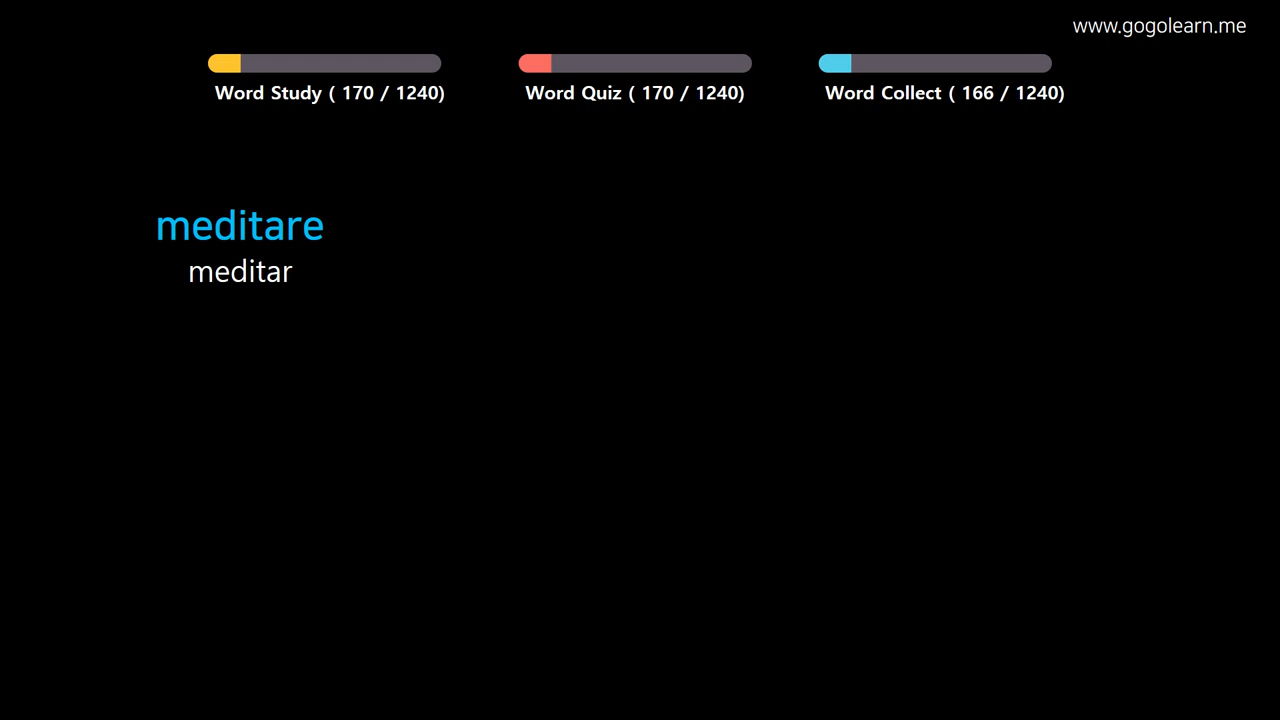 www.gogolearn.me
Word Study ( 170 / 1240)
Word Quiz ( 170 / 1240)
Word Collect ( 166 / 1240)
meditare
meditar